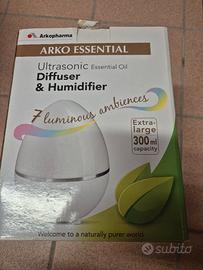 Arkopharma
ARKO ESSENTIAL
Ultrasonic Essential Oil
Diffuser
& Humidifier
7 luminous ambiences
Extra-
large
300 ml
capacity
Welcome to a naturally purer world
subito